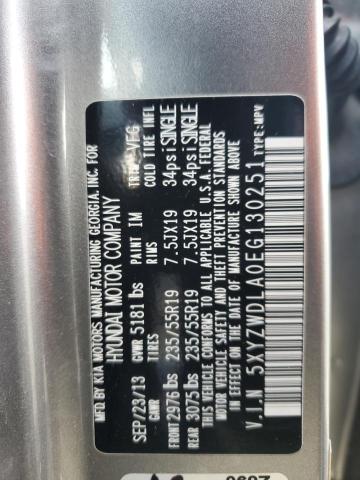 MFD. BY KIA MOTORS MANUFACTURING GEORGIA, INC. FOR
HYUNDAI MOTOR COMPANY
SEP/23/13 GVWR 5181 lbs PAINT IM TRIM VFG
GAWR TIRES RIMS COLD TIRE INFL
FRONT 2976 lbs 235/55R19 7.5JX19 34psi SINGLE
REAR 3075 lbs 235/55R19 7.5JX19 34psi SINGLE
THIS VEHICLE CONFORMS TO ALL APPLICABLE U.S.A. FEDERAL
MOTOR VEHICLE SAFETY AND THEFT PREVENTION STANDARDS
IN EFFECT ON THE DATE OF MANUFACTURE SHOWN ABOVE
V.I.N 5XYZWDLA0EG130251 TYPE:MPV